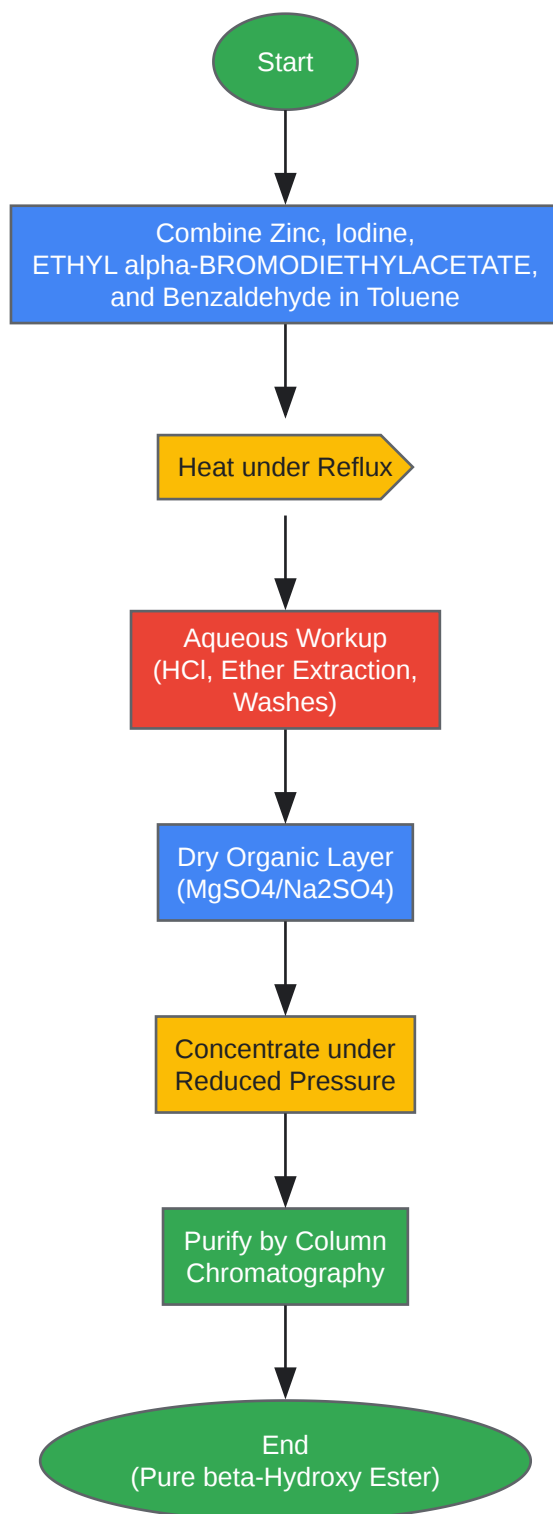 Start
Combine Zinc, Iodine,
ETHYL alpha-BROMODIETHYLACETATE,
and Benzaldehyde in Toluene
Heat under Reflux
Aqueous Workup
(HCl, Ether Extraction,
Washes)
Dry Organic Layer
(MgSO4/Na2SO4)
Concentrate under
Reduced Pressure
Purify by Column
Chromatography
End
(Pure beta-Hydroxy Ester)